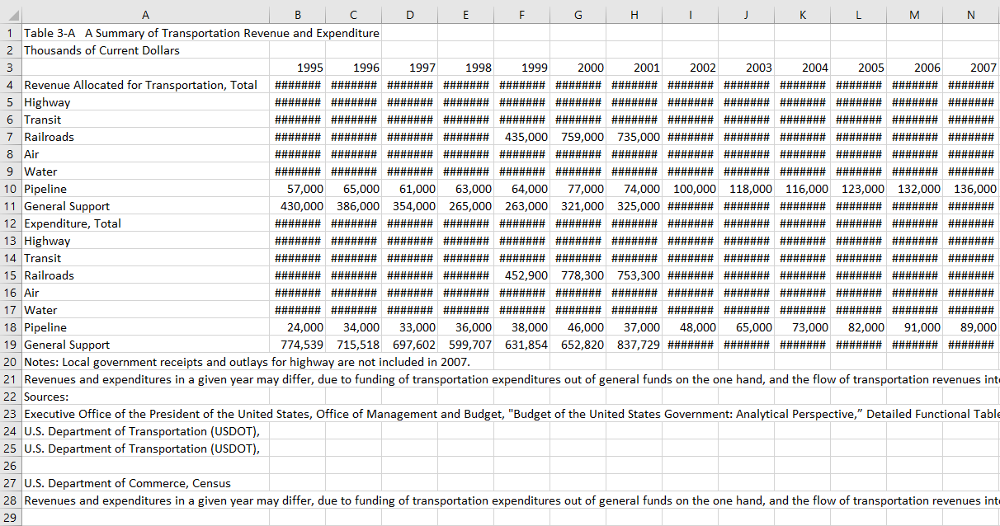 A B C D E F G H I J K L M N
1 Table 3-A A Summary of Transportation Revenue and Expenditure
2 Thousands of Current Dollars
3 1995 1996 1997 1998 1999 2000 2001 2002 2003 2004 2005 2006 2007
4 Revenue Allocated for Transportation, Total ####### ####### ####### ####### ####### ####### ####### ####### ####### ####### ####### ####### #######
5 Highway ####### ####### ####### ####### ####### ####### ####### ####### ####### ####### ####### ####### #######
6 Transit ####### ####### ####### ####### ####### ####### ####### ####### ####### ####### ####### ####### #######
7 Railroads ####### ####### ####### ####### 435,000 759,000 735,000 ####### ####### ####### ####### ####### #######
8 Air ####### ####### ####### ####### ####### ####### ####### ####### ####### ####### ####### ####### #######
9 Water ####### ####### ####### ####### ####### ####### ####### ####### ####### ####### ####### ####### #######
10 Pipeline 57,000 65,000 61,000 63,000 64,000 77,000 74,000 100,000 118,000 116,000 123,000 132,000 136,000
11 General Support 430,000 386,000 354,000 265,000 263,000 321,000 325,000 ####### ####### ####### ####### ####### #######
12 Expenditure, Total ####### ####### ####### ####### ####### ####### ####### ####### ####### ####### ####### ####### #######
13 Highway ####### ####### ####### ####### ####### ####### ####### ####### ####### ####### ####### ####### #######
14 Transit ####### ####### ####### ####### ####### ####### ####### ####### ####### ####### ####### ####### #######
15 Railroads ####### ####### ####### ####### 452,900 778,300 753,300 ####### ####### ####### ####### ####### #######
16 Air ####### ####### ####### ####### ####### ####### ####### ####### ####### ####### ####### ####### #######
17 Water ####### ####### ####### ####### ####### ####### ####### ####### ####### ####### ####### ####### #######
18 Pipeline 24,000 34,000 33,000 36,000 38,000 46,000 37,000 48,000 65,000 73,000 82,000 91,000 89,000
19 General Support 774,539 715,518 697,602 599,707 631,854 652,820 837,729 ####### ####### ####### ####### ####### #######
20 Notes: Local government receipts and outlays for highway are not included in 2007.
21 Revenues and expenditures in a given year may differ, due to funding of transportation expenditures out of general funds on the one hand, and the flow of transportation revenues int
22 Sources:
23 Executive Office of the President of the United States, Office of Management and Budget, "Budget of the United States Government: Analytical Perspective,” Detailed Functional Table
24 U.S. Department of Transportation (USDOT),
25 U.S. Department of Transportation (USDOT),
26
27 U.S. Department of Commerce, Census
28 Revenues and expenditures in a given year may differ, due to funding of transportation expenditures out of general funds on the one hand, and the flow of transportation revenues int
29